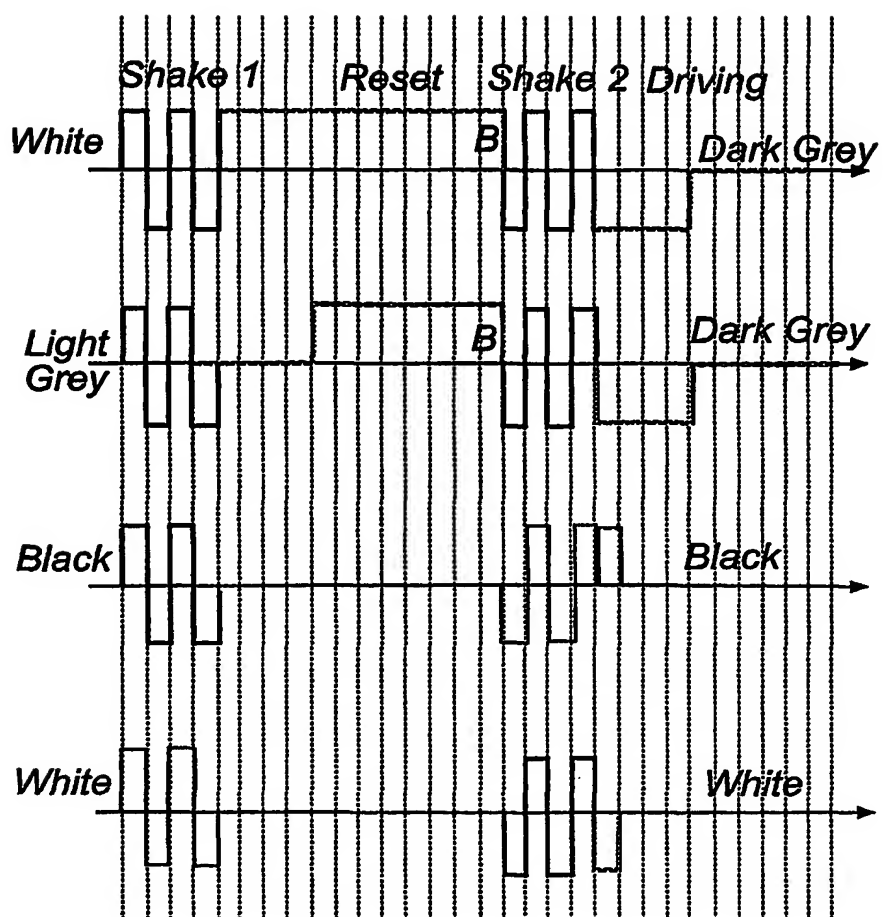 Shake 1 Reset Shake 2 Driving
White B Dark Grey
Light Grey B Dark Grey
Black Black
White White